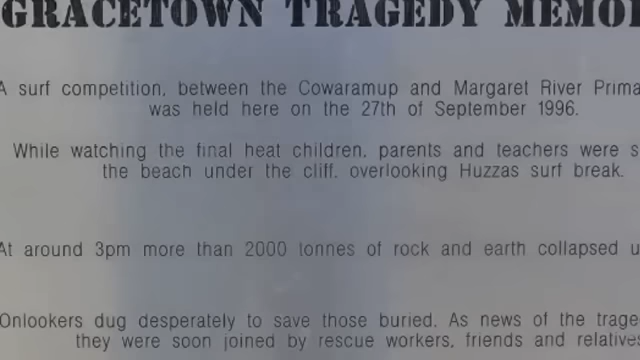 GRACETOWN TRAGEDY MEMO
A surf competition, between the Cowaramup and Margaret River Prima
was held here on the 27th of September 1996.
While watching the final heat children, parents and teachers were s
the beach under the cliff, overlooking Huzzas surf break.
At around 3pm more than 2000 tonnes of rock and earth collapsed u
Onlookers dug desperately to save those buried. As news of the trage
they were soon joined by rescue workers, friends and relatives